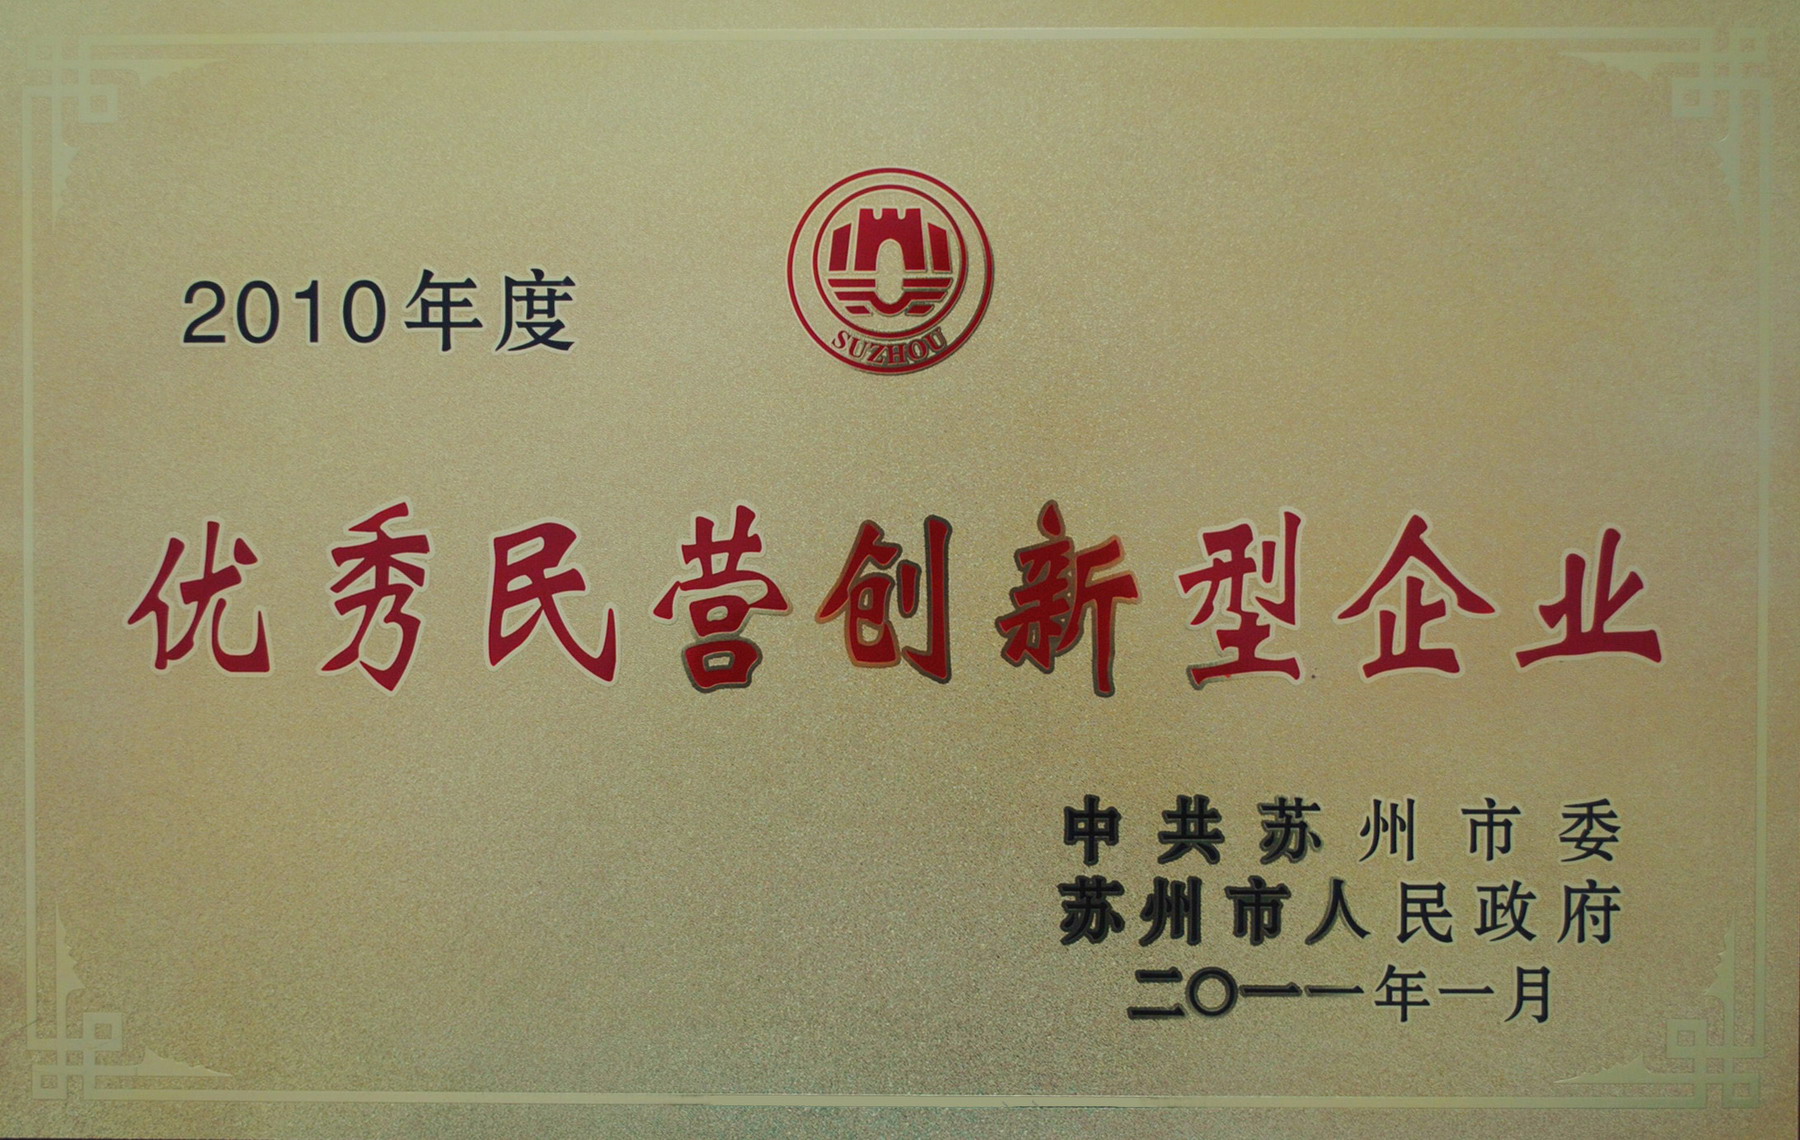 SUZHOU
2010年度
优秀民营创新型企业
中共苏州市委
苏州市人民政府
二〇一一年一月